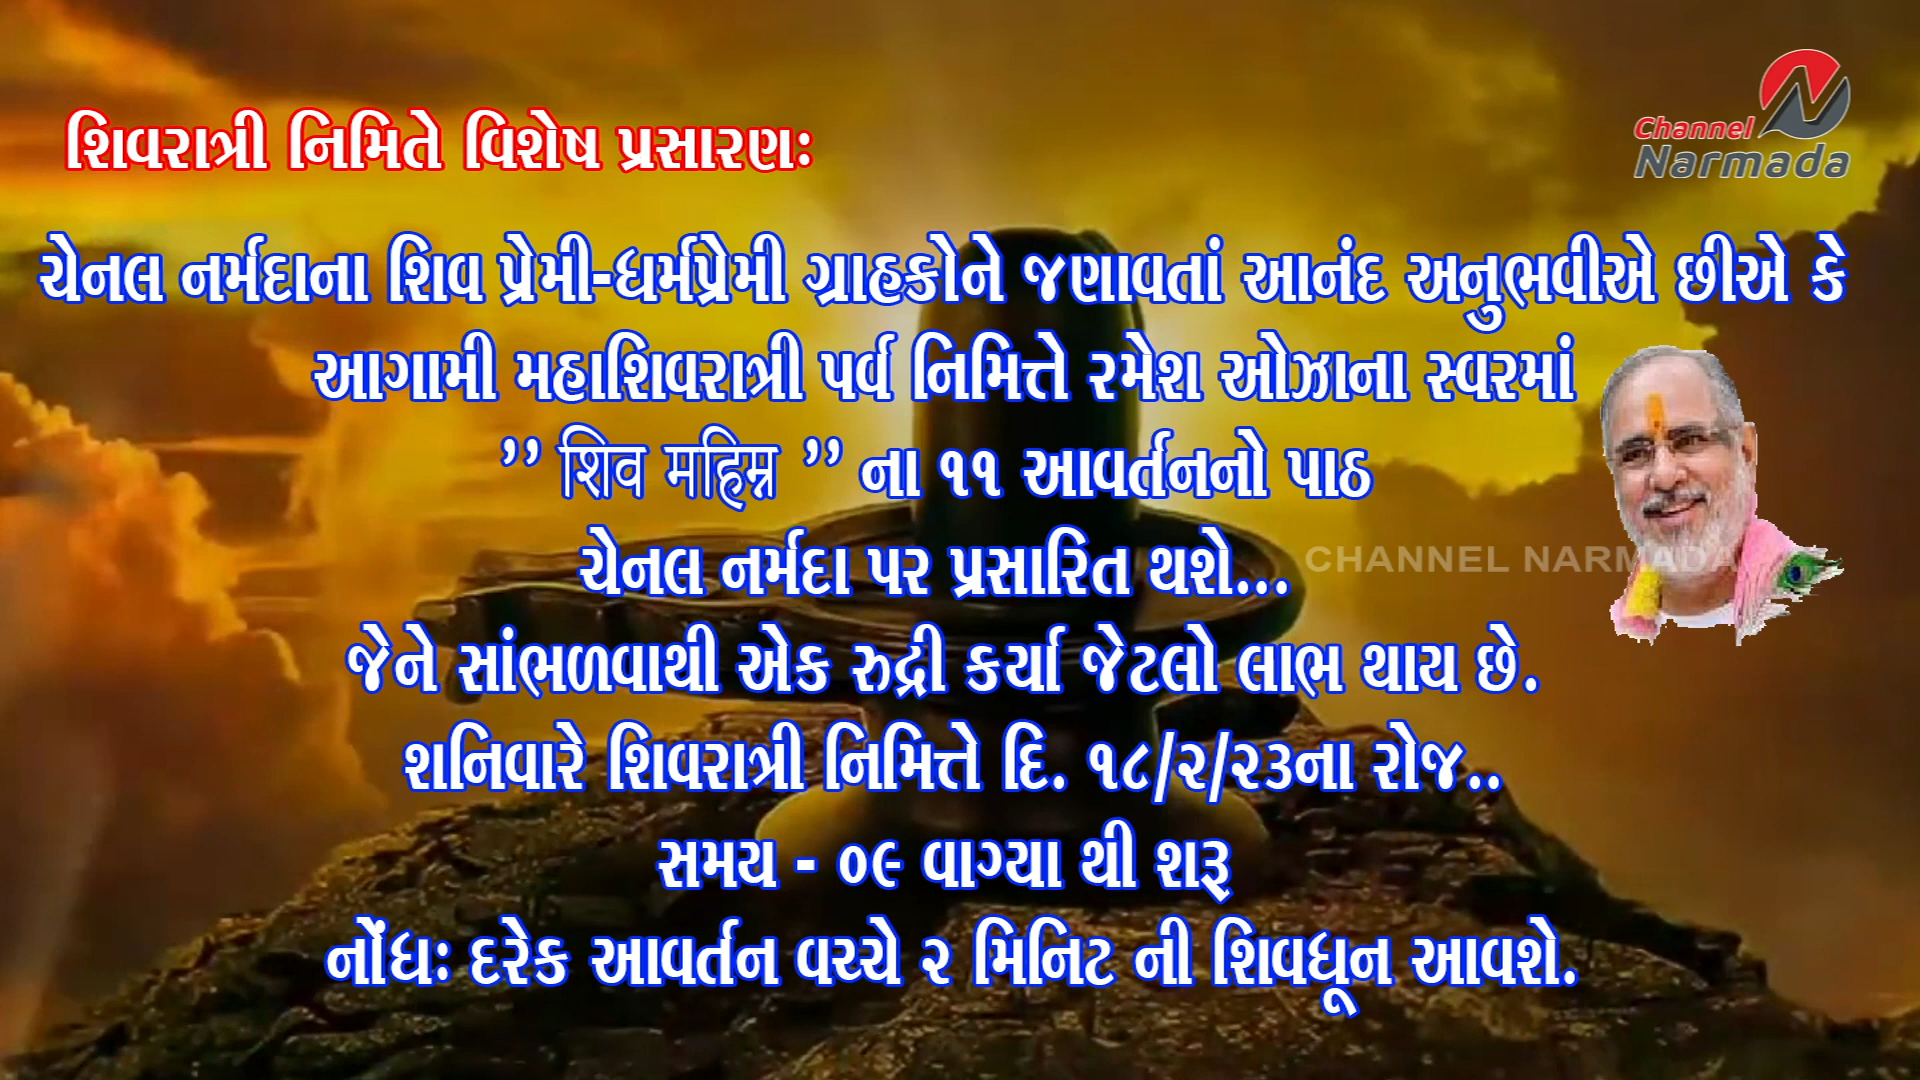 શિવરાત્રી નિમિતે વિશેષ પ્રસારણઃ
Channel
Narmada
ચેનલ નર્મદાના શિવ પ્રેમી-ધર્મપ્રેમી ગ્રાહકોને જણાવતાં આનંદ અનુભવીએ છીએ કે
આગામી મહાશિવરાત્રી પર્વ નિમિત્તે રમેશ ઓઝાના સ્વરમાં
’’ शिव महिम्न ’’ ના ૧૧ આવર્તનનો પાઠ
ચેનલ નર્મદા પર પ્રસારિત થશે...
CHANNEL NARMADA
જેને સાંભળવાથી એક રુદ્રી કર્યા જેટલો લાભ થાય છે.
શનિવારે શિવરાત્રી નિમિત્તે દિ. ૧૮/૨/૨૩ના રોજ..
સમય - ૦૯ વાગ્યા થી શરૂ
નોંધઃ દરેક આવર્તન વચ્ચે ૨ મિનિટ ની શિવધૂન આવશે.